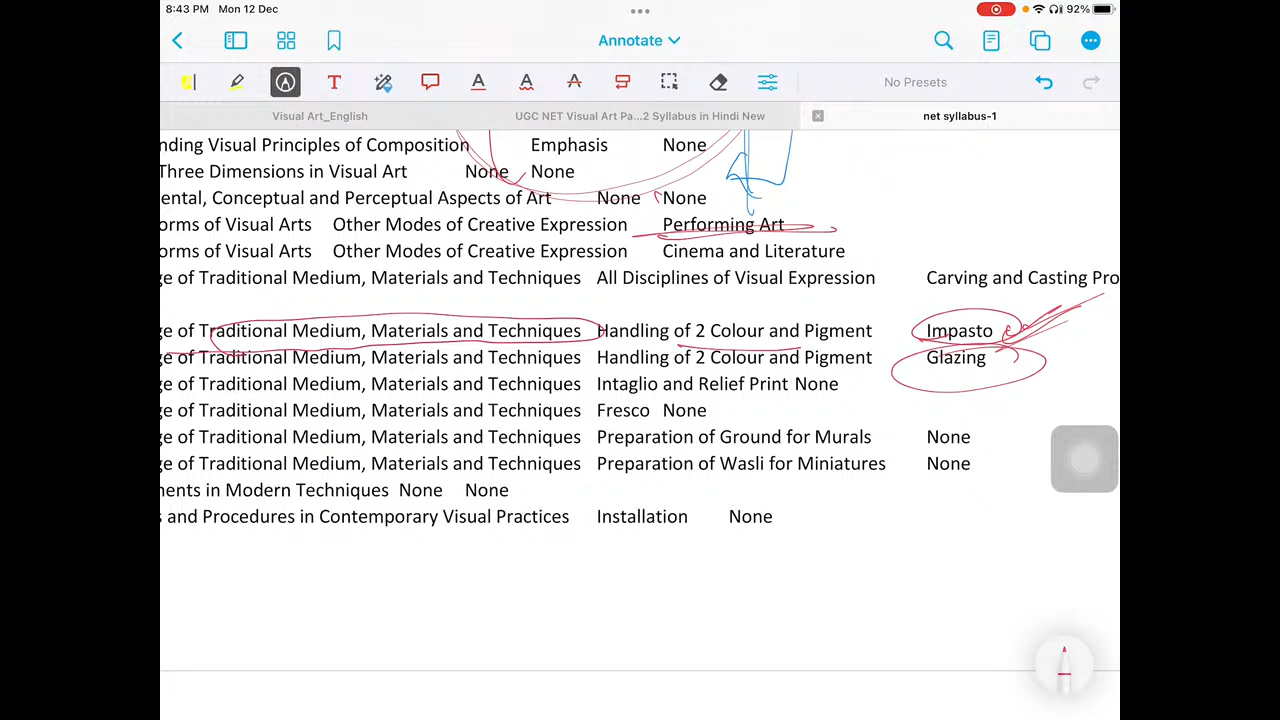 8:43 PM Mon 12 Dec
92%
Annotate
T
A A A
No Presets
Visual Art_English
UGC NET Visual Art Pa...2 Syllabus in Hindi New
net syllabus-1
nding Visual Principles of Composition Emphasis None
Three Dimensions in Visual Art None None
ental, Conceptual and Perceptual Aspects of Art None None
orms of Visual Arts Other Modes of Creative Expression Performing Art
orms of Visual Arts Other Modes of Creative Expression Cinema and Literature
ge of Traditional Medium, Materials and Techniques All Disciplines of Visual Expression Carving and Casting Pro
ge of Traditional Medium, Materials and Techniques Handling of 2 Colour and Pigment Impasto
ge of Traditional Medium, Materials and Techniques Handling of 2 Colour and Pigment Glazing
ge of Traditional Medium, Materials and Techniques Intaglio and Relief Print None
ge of Traditional Medium, Materials and Techniques Fresco None
ge of Traditional Medium, Materials and Techniques Preparation of Ground for Murals None
ge of Traditional Medium, Materials and Techniques Preparation of Wasli for Miniatures None
nents in Modern Techniques None None
s and Procedures in Contemporary Visual Practices Installation None